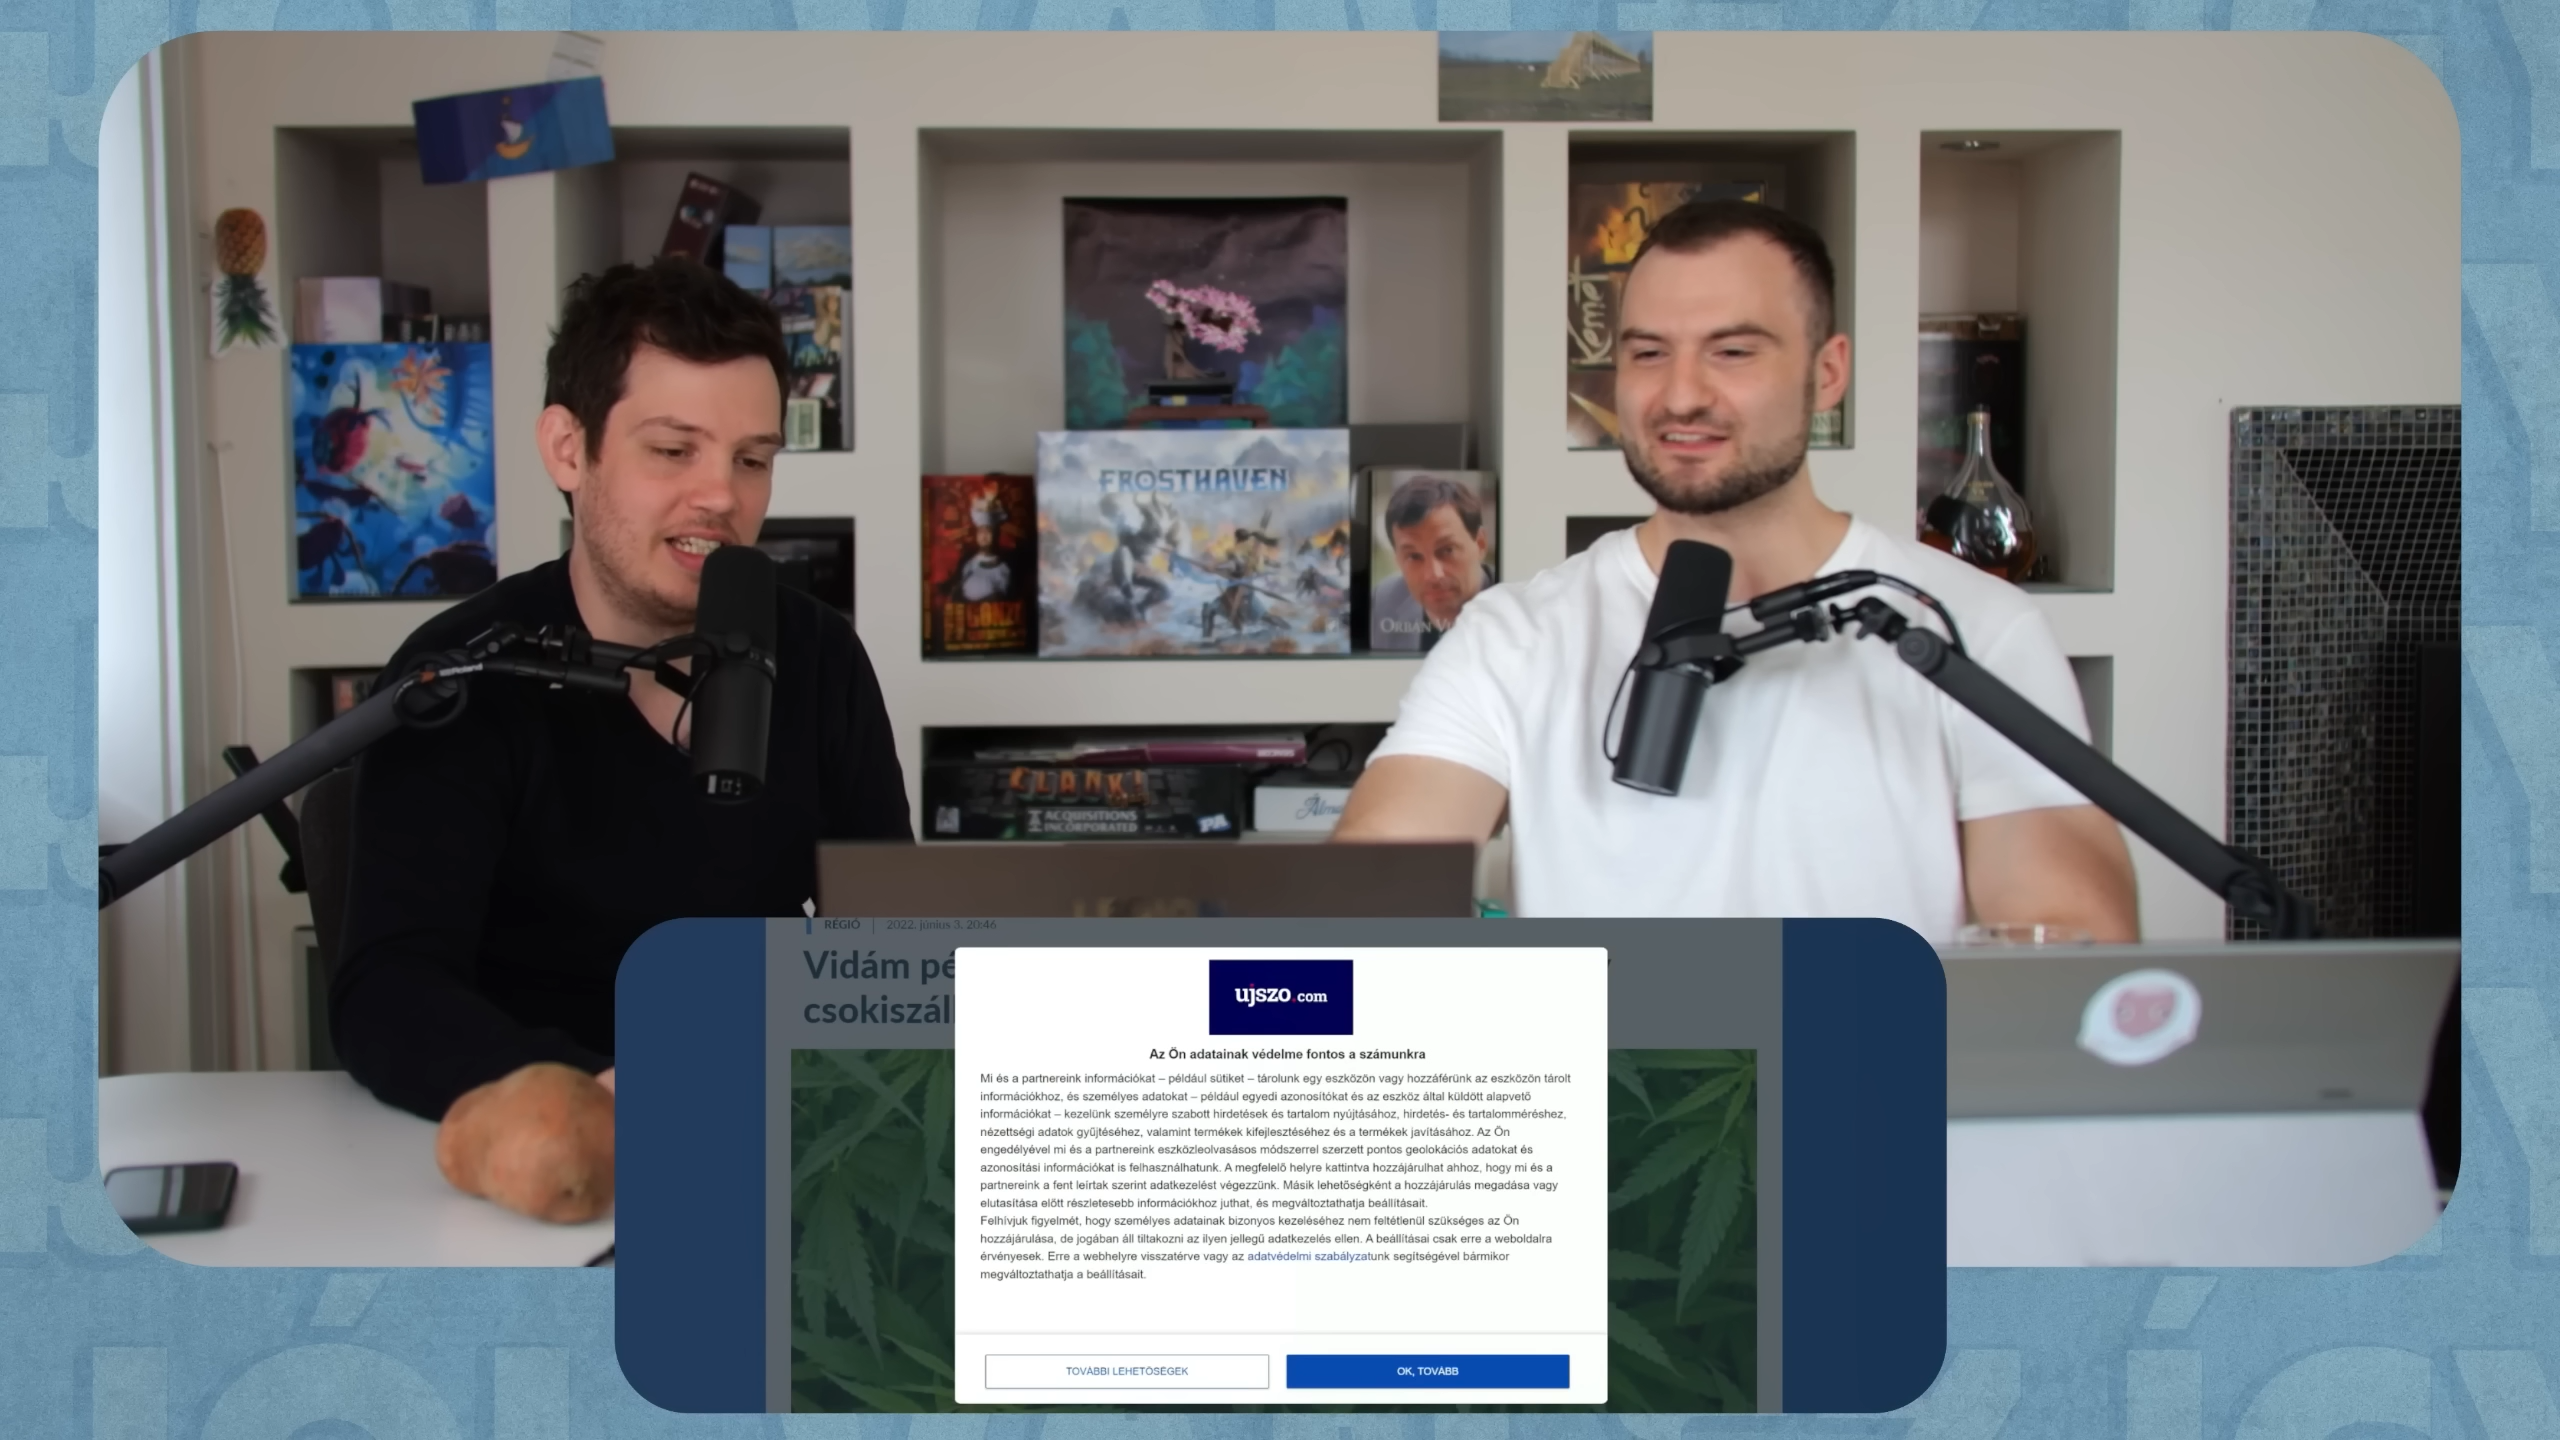 Kemet
FROSTHAVEN
ORBÁN V
CLANK!
ACQUISITIONS
INCORPORATED
PA
RÉGIÓ
2022. június 3. 20:46
Vidám pé
csokiszál
ujszo.com
Az Ön adatainak védelme fontos a számunkra
Mi és a partnereink információkat – például sütiket – tárolunk egy eszközön vagy hozzáférünk az eszközön tárolt
információkhoz, és személyes adatokat – például egyedi azonosítókat és az eszköz által küldött alapvető
információkat – kezelünk személyre szabott hirdetések és tartalom nyújtásához, hirdetés- és tartalomméréshez,
nézettségi adatok gyűjtéséhez, valamint termékek kifejlesztéséhez és a termékek javításához. Az Ön
engedélyével mi és a partnereink eszközleolvasásos módszerrel szerzett pontos geolokációs adatokat és
azonosítási információkat is felhasználhatunk. A megfelelő helyre kattintva hozzájárulhat ahhoz, hogy mi és a
partnereink a fent leírtak szerint adatkezelést végezzünk. Másik lehetőségként a hozzájárulás megadása vagy
elutasítása előtt részletesebb információkhoz juthat, és megváltoztathatja beállításait.
Felhívjuk figyelmét, hogy személyes adatainak bizonyos kezeléséhez nem feltétlenül szükséges az Ön
hozzájárulása, de jogában áll tiltakozni az ilyen jellegű adatkezelés ellen. A beállításai csak erre a weboldalra
érvényesek. Erre a webhelyre visszatérve vagy az adatvédelmi szabályzatunk segítségével bármikor
megváltoztathatja a beállításait.
TOVÁBBI LEHETŐSÉGEK
OK, TOVÁBB